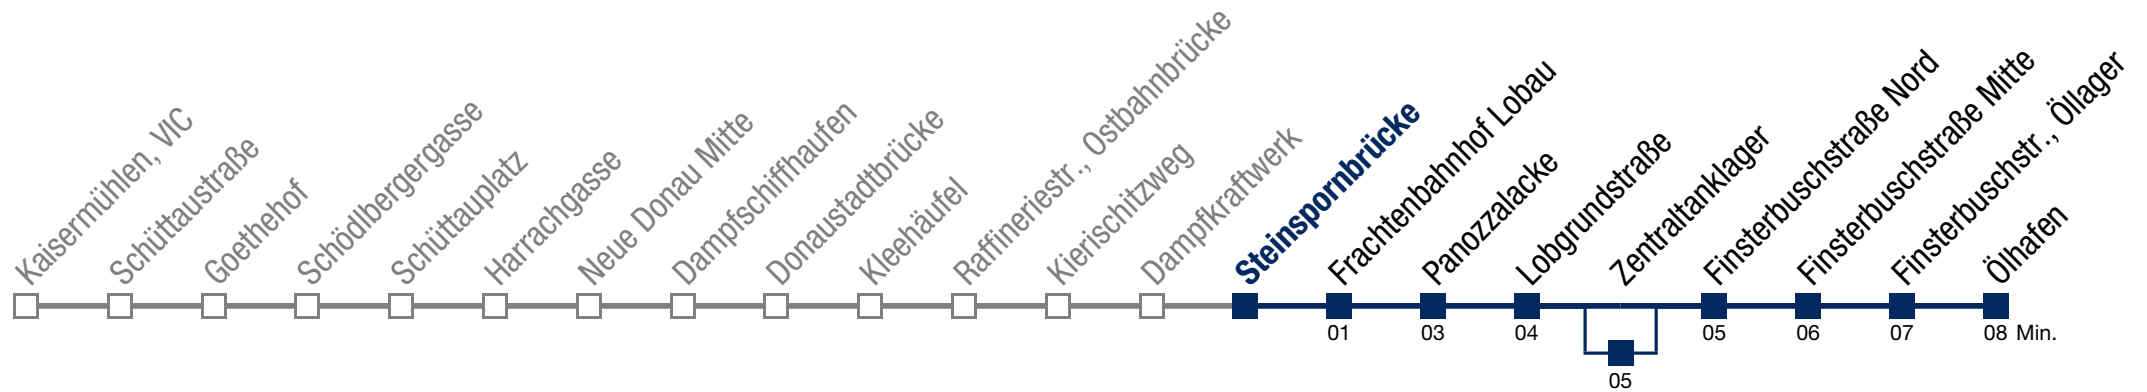 Kaisermühlen, VIC
Schüttaustraße
Goethehof
Schödlbergergasse
Schüttauplatz
Harrachgasse
Neue Donau Mitte
Dampfschiffhaufen
Donaustadtbrücke
Kleehäufel
Raffineriestr., Ostbahnbrücke
Kierischitzweg
Dampfkraftwerk
Steinspornbrücke
Frachtenbahnhof Lobau
Panozzalacke
Lobgrundstraße
Zentraltanklager
Finsterbuschstraße Nord
Finsterbuschstraße Mitte
Finsterbuschstr., Öllager
Ölhafen
01 03 04 05 06 07 08 Min.
05